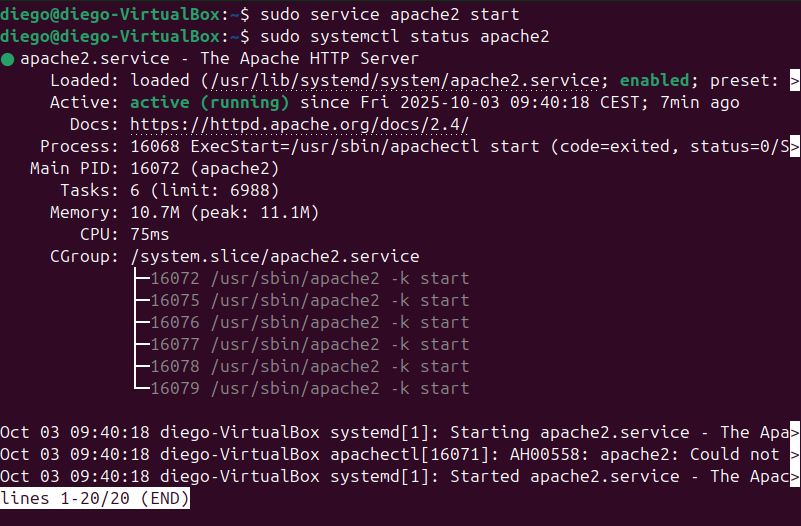 diego@diego-VirtualBox:~$ sudo service apache2 start
diego@diego-VirtualBox:~$ sudo systemctl status apache2
● apache2.service - The Apache HTTP Server
     Loaded: loaded (/usr/lib/systemd/system/apache2.service; enabled; preset: >
     Active: active (running) since Fri 2025-10-03 09:40:18 CEST; 7min ago
       Docs: https://httpd.apache.org/docs/2.4/
    Process: 16068 ExecStart=/usr/sbin/apachectl start (code=exited, status=0/S>
   Main PID: 16072 (apache2)
      Tasks: 6 (limit: 6988)
     Memory: 10.7M (peak: 11.1M)
        CPU: 75ms
     CGroup: /system.slice/apache2.service
             ├─16072 /usr/sbin/apache2 -k start
             ├─16075 /usr/sbin/apache2 -k start
             ├─16076 /usr/sbin/apache2 -k start
             ├─16077 /usr/sbin/apache2 -k start
             ├─16078 /usr/sbin/apache2 -k start
             └─16079 /usr/sbin/apache2 -k start

Oct 03 09:40:18 diego-VirtualBox systemd[1]: Starting apache2.service - The Apa>
Oct 03 09:40:18 diego-VirtualBox apachectl[16071]: AH00558: apache2: Could not >
Oct 03 09:40:18 diego-VirtualBox systemd[1]: Started apache2.service - The Apac>
lines 1-20/20 (END)